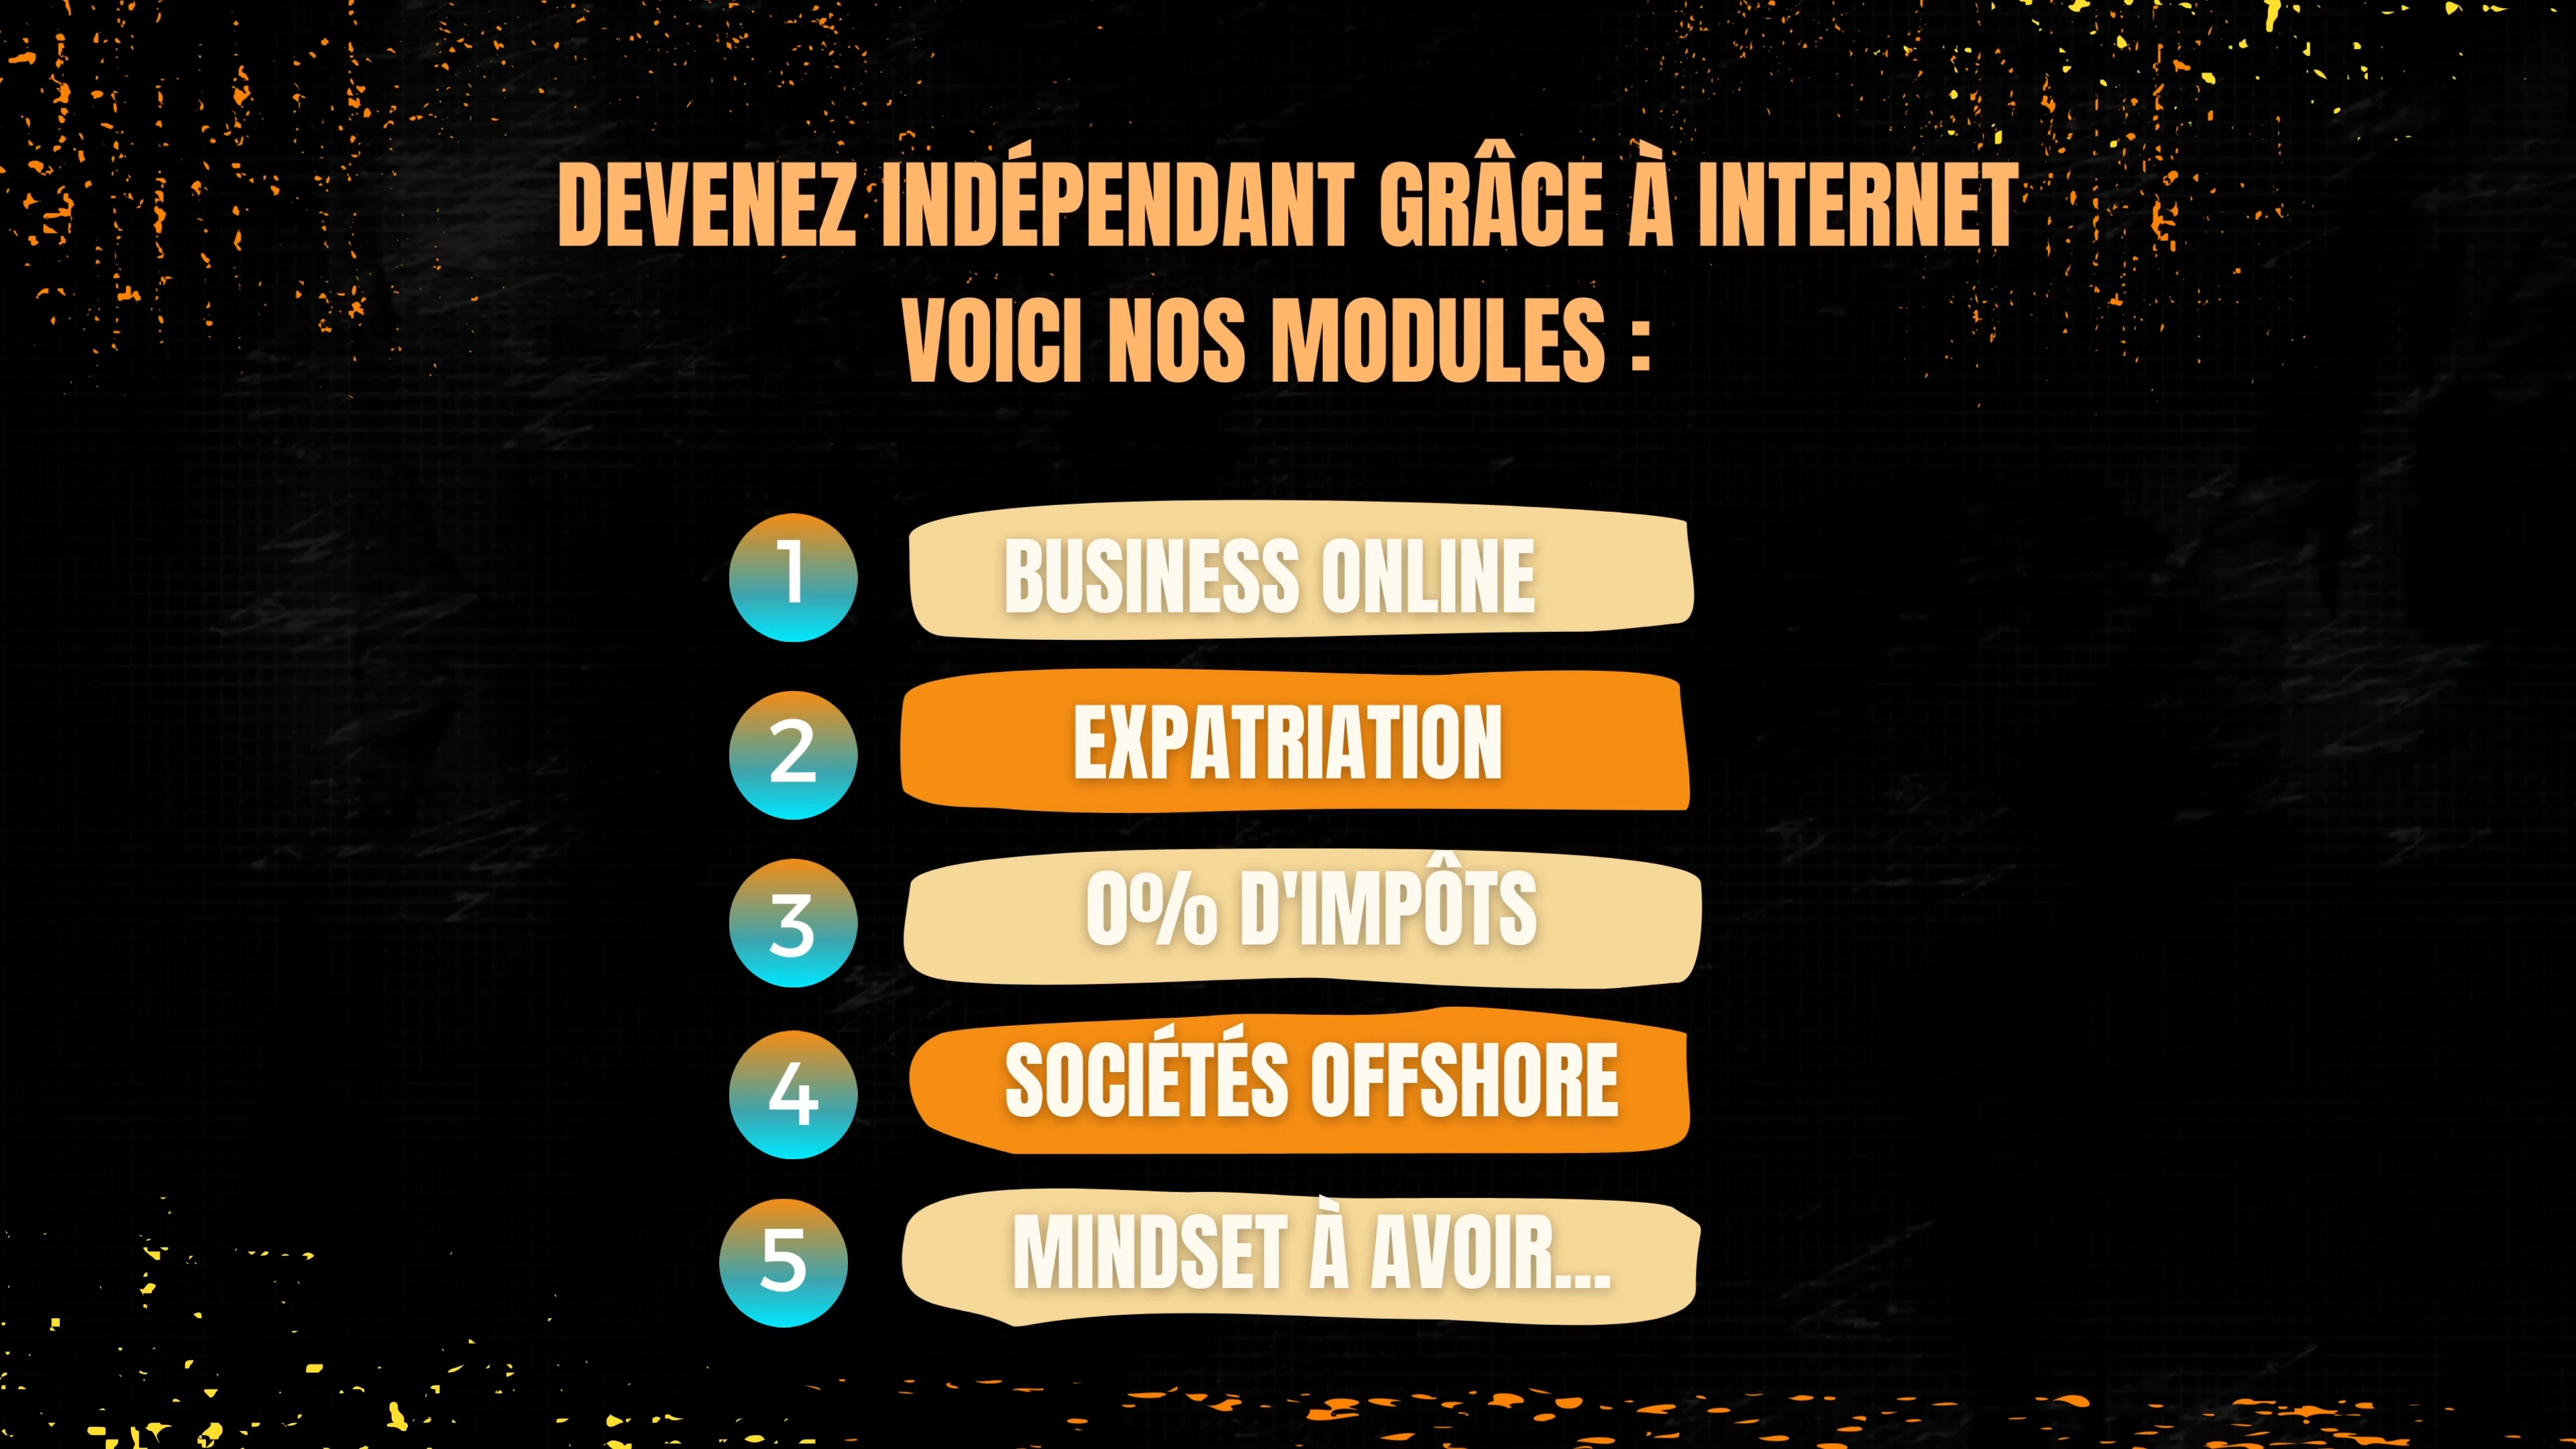 DEVENEZ INDÉPENDANT GRÂCE À INTERNET
VOICI NOS MODULES :
1 BUSINESS ONLINE
2 EXPATRIATION
3 0% D'IMPÔTS
4 SOCIÉTÉS OFFSHORE
5 MINDSET À AVOIR...